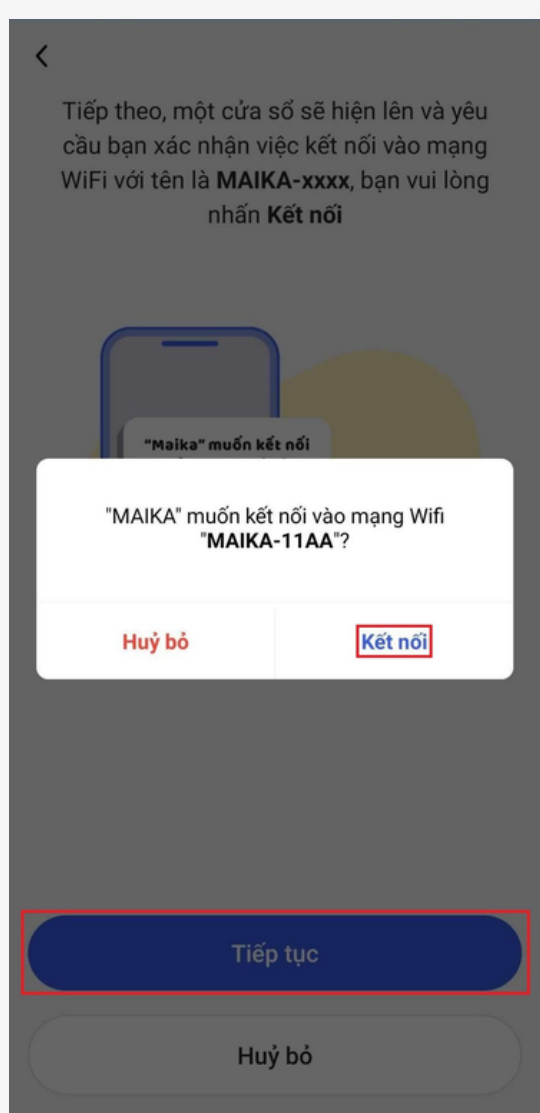 Tiếp theo, một cửa sổ sẽ hiện lên và yêu
cầu bạn xác nhận việc kết nối vào mạng
WiFi với tên là MAIKA-xxxx, bạn vui lòng
nhấn Kết nối
"Maika" muốn kết nối
"MAIKA" muốn kết nối vào mạng Wifi
"MAIKA-11AA"?
Huỷ bỏ
Kết nối
Tiếp tục
Huỷ bỏ